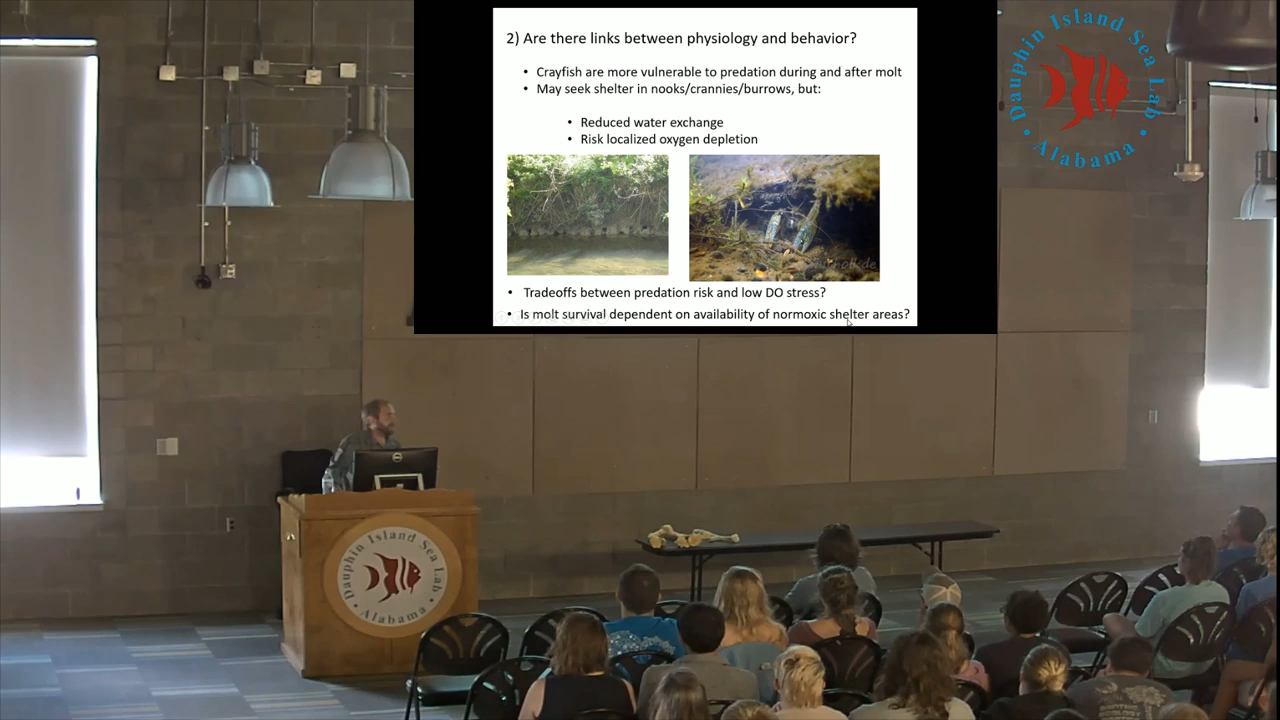 2) Are there links between physiology and behavior?
• Crayfish are more vulnerable to predation during and after molt
• May seek shelter in nooks/crannies/burrows, but:
• Reduced water exchange
• Risk localized oxygen depletion
• Tradeoffs between predation risk and low DO stress?
• Is molt survival dependent on availability of normoxic shelter areas?
Dauphin Island Sea Lab
• Alabama •
DELL
Dauphin Island Sea Lab
Alabama